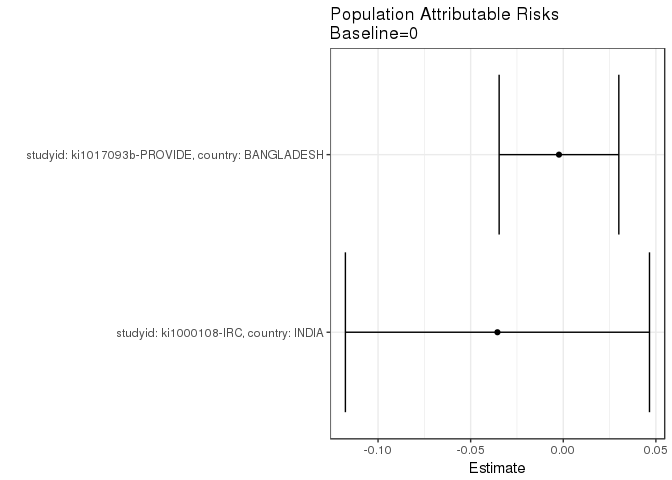 Population Attributable Risks
Baseline=0
studyid: ki1017093b-PROVIDE, country: BANGLADESH
studyid: ki1000108-IRC, country: INDIA
-0.10 -0.05 0.00 0.05
Estimate